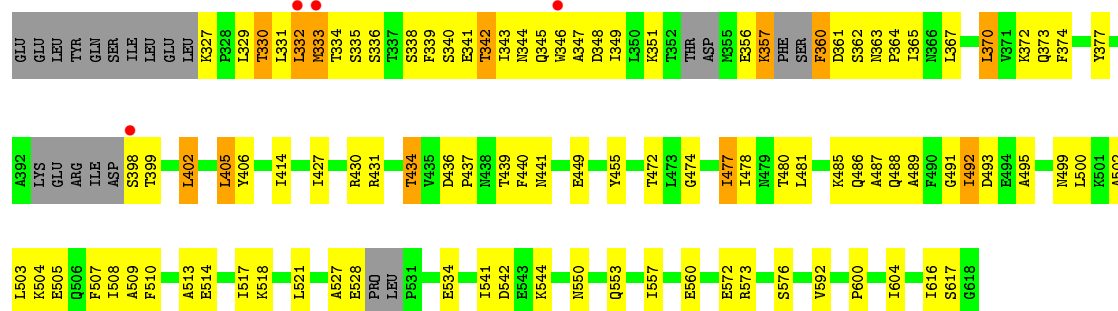 GLU GLU LEU TYR GLN SER ILE LEU GLU LEU K327 P328 L329 T330 L331 L332 M333 T334 S335 S336 T337 S338 F339 S340 E341 T342 I343 N344 Q345 W346 A347 D348 I349 L350 K351 T352 THR ASP M355 E356 K357 PHE SER F360 D361 S362 N363 P364 I365 N366 L367 L370 V371 K372 Q373 F374 Y377
A392 LYS GLU ARG ILE ASP S398 T399 L402 L405 Y406 I414 I427 R430 R431 T434 V435 D436 P437 N438 T439 F440 N441 E449 Y455 T472 L473 G474 I477 I478 N479 T480 L481 K485 Q486 A487 Q488 A489 F490 G491 I492 D493 E494 A495 N499 L500 K501 A502
L503 K504 E505 Q506 F507 I508 A509 F510 A513 E514 I517 K518 L521 A527 E528 PRO LEU P531 E534 I541 D542 E543 K544 N550 Q553 I557 E560 E572 R573 S576 V592 P600 I604 I616 S617 G618